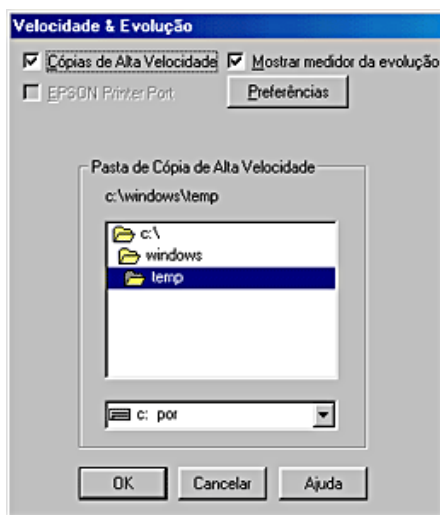 Velocidade & Evolução
Cópias de Alta Velocidade Mostrar medidor da evolução
EPSON Printer Port Preferências
Pasta de Cópia de Alta Velocidade
c:\windows\temp
c:\
windows
temp
c: por
OK Cancelar Ajuda